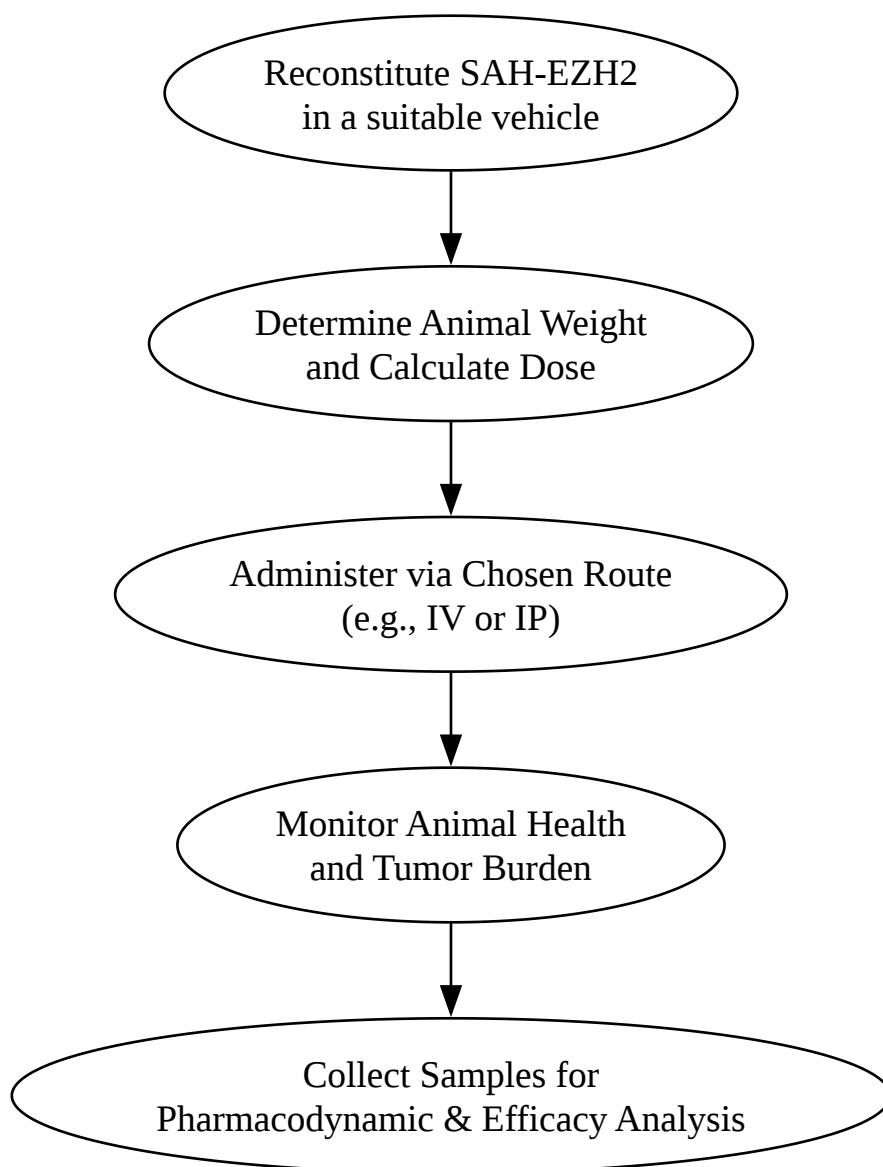 Reconstitute SAH-EZH2
in a suitable vehicle
Determine Animal Weight
and Calculate Dose
Administer via Chosen Route
(e.g., IV or IP)
Monitor Animal Health
and Tumor Burden
Collect Samples for
Pharmacodynamic & Efficacy Analysis